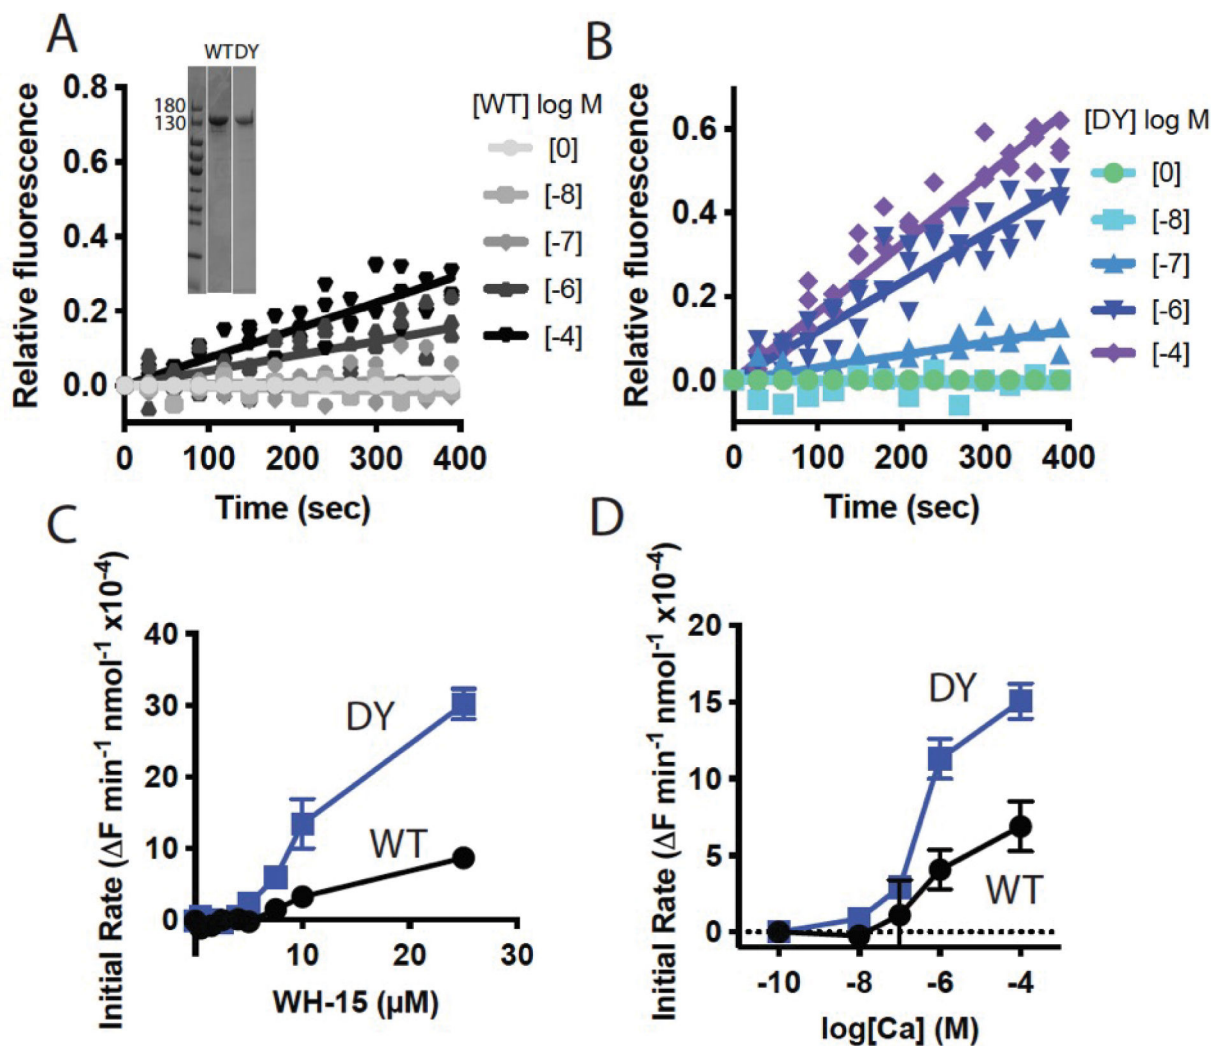 A
WT DY
180
130
Relative fluorescence
0.8
0.6
0.4
0.2
0.0
0 100 200 300 400
Time (sec)
[WT] log M
[0]
[-8]
[-7]
[-6]
[-4]
B
Relative fluorescence
0.6
0.4
0.2
0.0
0 100 200 300 400
Time (sec)
[DY] log M
[0]
[-8]
[-7]
[-6]
[-4]
C
Initial Rate (ΔF min⁻¹ nmol⁻¹ x10⁻⁴)
40
30
20
10
0
DY
WT
10 20 30
WH-15 (µM)
D
Initial Rate (ΔF min⁻¹ nmol⁻¹ x10⁻⁴)
20
15
10
5
0
DY
WT
-10 -8 -6 -4
log[Ca] (M)